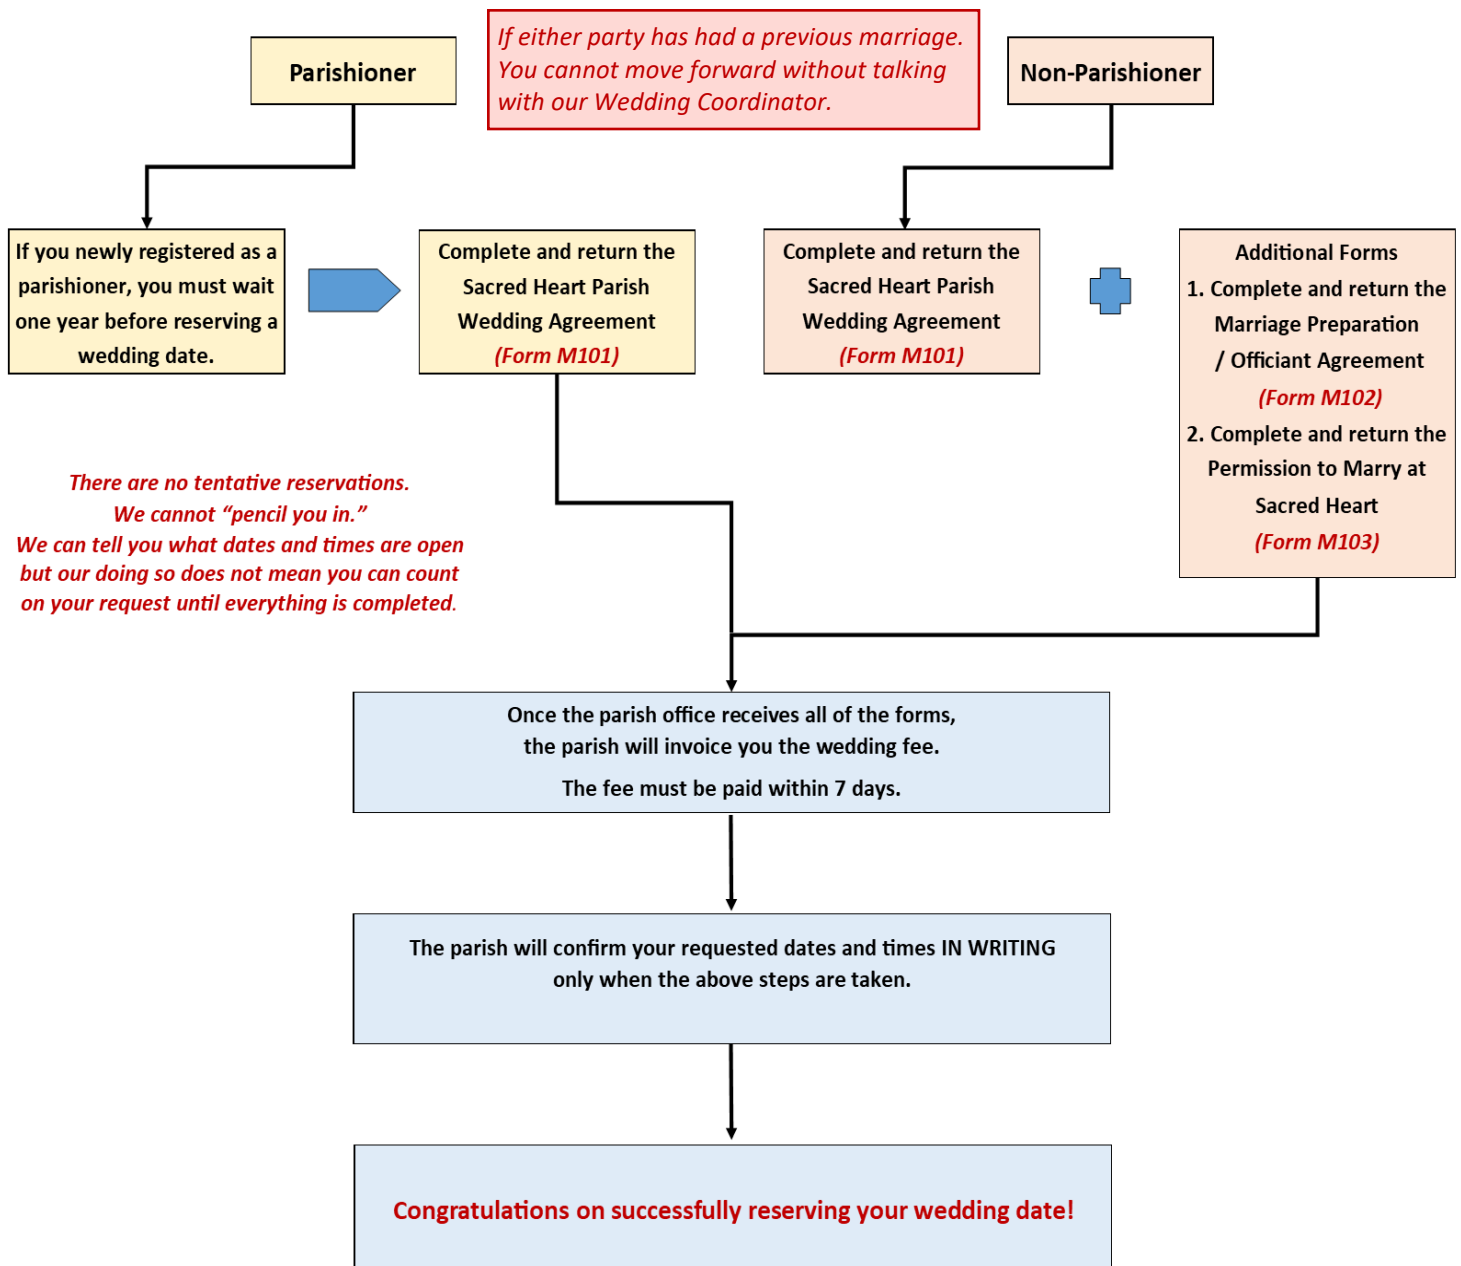 Parishioner
If either party has had a previous marriage.
You cannot move forward without talking
with our Wedding Coordinator.
Non-Parishioner
If you newly registered as a
parishioner, you must wait
one year before reserving a
wedding date.
Complete and return the
Sacred Heart Parish
Wedding Agreement
(Form M101)
Complete and return the
Sacred Heart Parish
Wedding Agreement
(Form M101)
Additional Forms
1. Complete and return the
Marriage Preparation
/ Officiant Agreement
(Form M102)
2. Complete and return the
Permission to Marry at
Sacred Heart
(Form M103)
There are no tentative reservations.
We cannot “pencil you in.”
We can tell you what dates and times are open
but our doing so does not mean you can count
on your request until everything is completed.
Once the parish office receives all of the forms,
the parish will invoice you the wedding fee.
The fee must be paid within 7 days.
The parish will confirm your requested dates and times IN WRITING
only when the above steps are taken.
Congratulations on successfully reserving your wedding date!